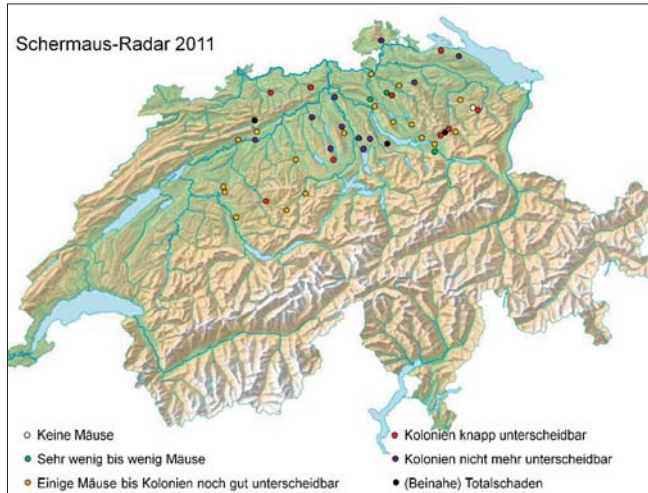 Schermaus-Radar 2011
Keine Mäuse
Sehr wenig bis wenig Mäuse
Einige Mäuse bis Kolonien noch gut unterscheidbar
Kolonien knapp unterscheidbar
Kolonien nicht mehr unterscheidbar
(Beinahe) Totalschaden